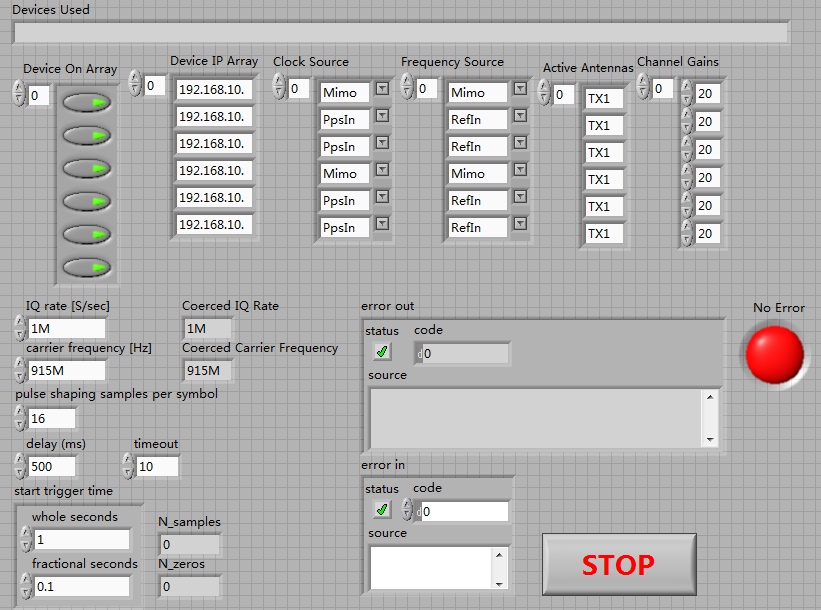 Devices Used
Device On Array
Device IP Array
Clock Source
Frequency Source
Active Antennas
Channel Gains
0
0
0
0
0
0
192.168.10. Mimo Mimo TX1 20
192.168.10. PpsIn RefIn TX1 20
192.168.10. PpsIn RefIn TX1 20
192.168.10. Mimo Mimo TX1 20
192.168.10. PpsIn RefIn TX1 20
192.168.10. PpsIn RefIn TX1 20
IQ rate [S/sec]
1M
Coerced IQ Rate
1M
carrier frequency [Hz]
915M
Coerced Carrier Frequency
915M
pulse shaping samples per symbol
16
delay (ms)
500
timeout
10
start trigger time
whole seconds
1
fractional seconds
0.1
N_samples
0
N_zeros
0
error out
status
code
d0
source
error in
status
code
d0
source
No Error
STOP